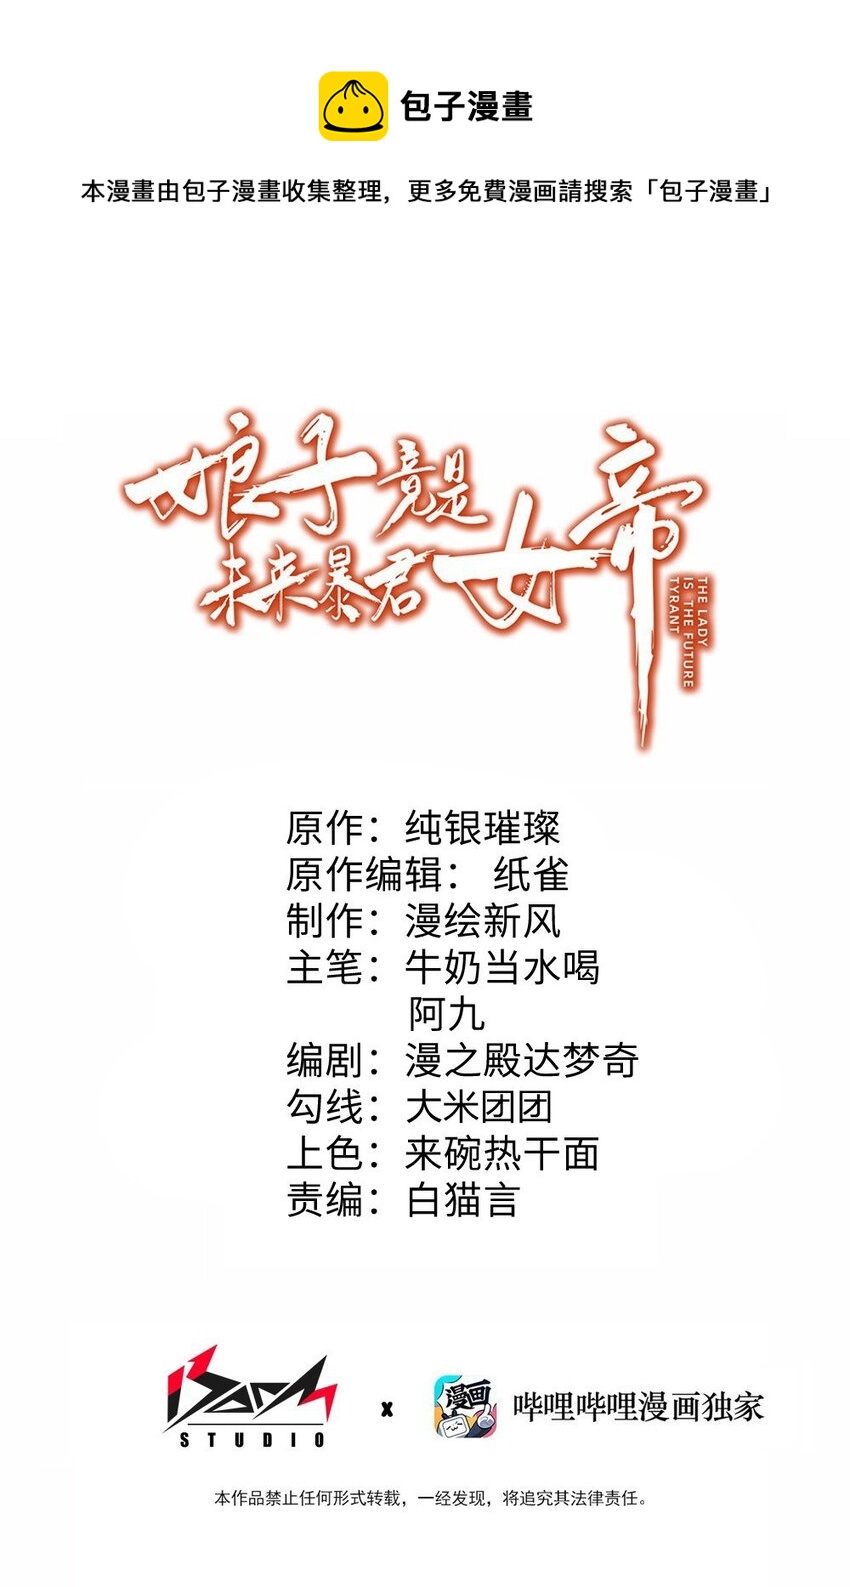 包子漫畫
本漫畫由包子漫畫收集整理，更多免費漫画請搜索「包子漫畫」
娘子竟是
未来暴君女帝
THE LADY
IS THE FUTURE
TYRANT
原作：纯银璀璨
原作编辑： 纸雀
制作：漫绘新风
主笔：牛奶当水喝
阿九
编剧：漫之殿达梦奇
勾线：大米团团
上色：来碗热干面
责编：白猫言
STUDIO
x
漫画
哔哩哔哩漫画独家
本作品禁止任何形式转载，一经发现，将追究其法律责任。